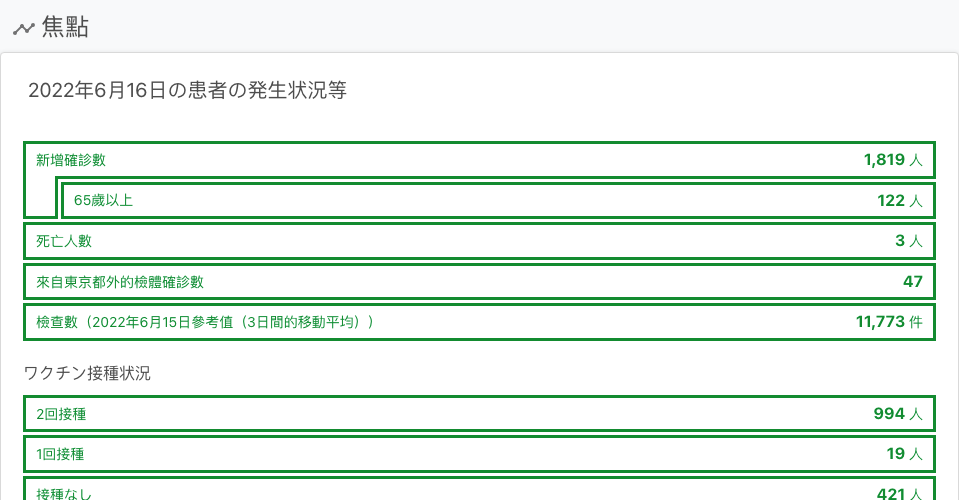 焦點
2022年6月16日の患者の発生状況等
新增確診數 1,819 人
65歲以上 122 人
死亡人數 3 人
來自東京都外的檢體確診數 47
檢查數（2022年6月15日參考值（3日間的移動平均）） 11,773 件
ワクチン接種状況
2回接種 994 人
1回接種 19 人
接種なし 421 人